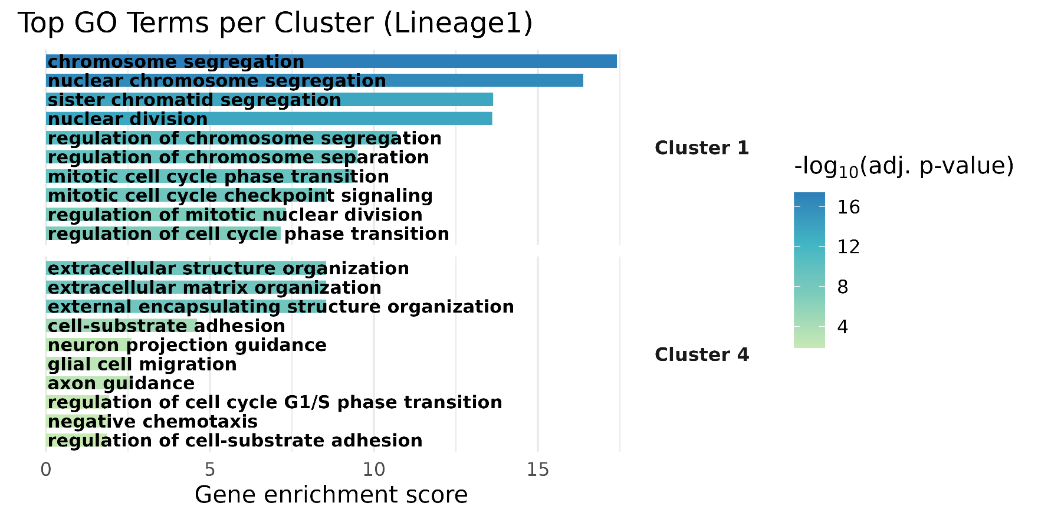 Top GO Terms per Cluster (Lineage1)
chromosome segregation
nuclear chromosome segregation
sister chromatid segregation
nuclear division
regulation of chromosome segregation
regulation of chromosome separation
mitotic cell cycle phase transition
mitotic cell cycle checkpoint signaling
regulation of mitotic nuclear division
regulation of cell cycle phase transition
Cluster 1
extracellular structure organization
extracellular matrix organization
external encapsulating structure organization
cell-substrate adhesion
neuron projection guidance
glial cell migration
axon guidance
regulation of cell cycle G1/S phase transition
negative chemotaxis
regulation of cell-substrate adhesion
Cluster 4
0 5 10 15
Gene enrichment score
-log10(adj. p-value)
16
12
8
4